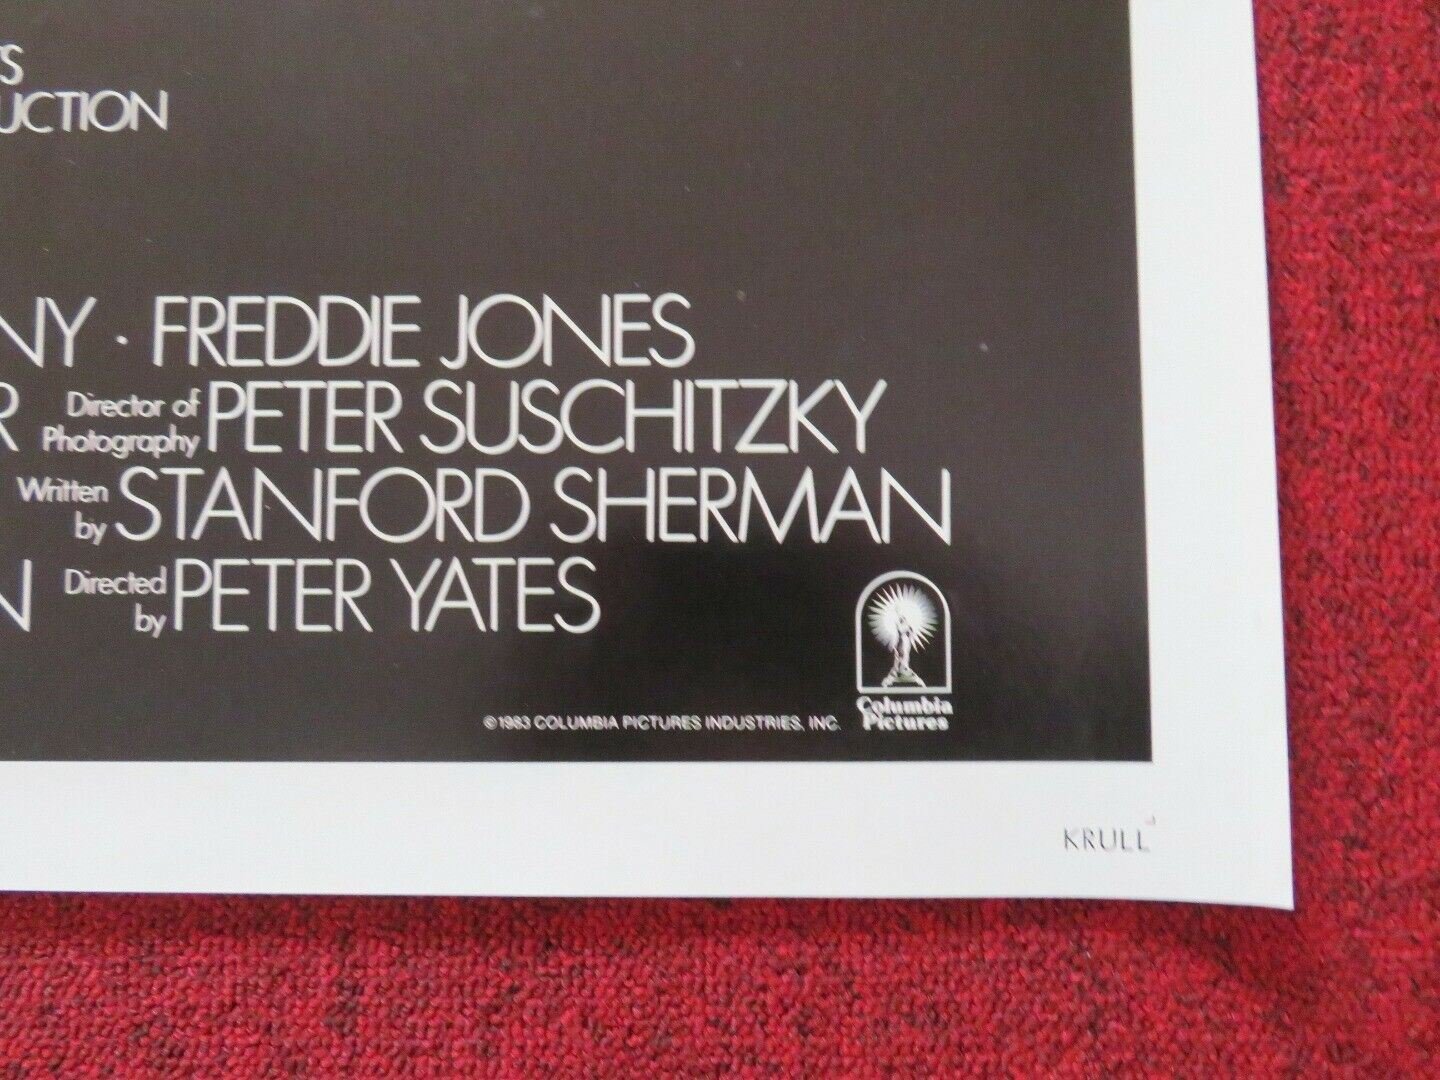 'S
UCTION
NY · FREDDIE JONES
R Director of Photography PETER SUSCHITZKY
Written by STANFORD SHERMAN
N Directed by PETER YATES
©1983 COLUMBIA PICTURES INDUSTRIES, INC.
Columbia
Pictures
KRULL